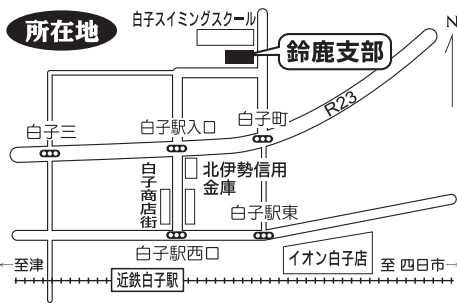 所在地
白子スイミングスクール
N
鈴鹿支部
R23
白子三
白子駅入口
白子町
白子商店街
北伊勢信用
金庫
白子駅東
白子駅西口
イオン白子店
←至津
近鉄白子駅
至 四日市→